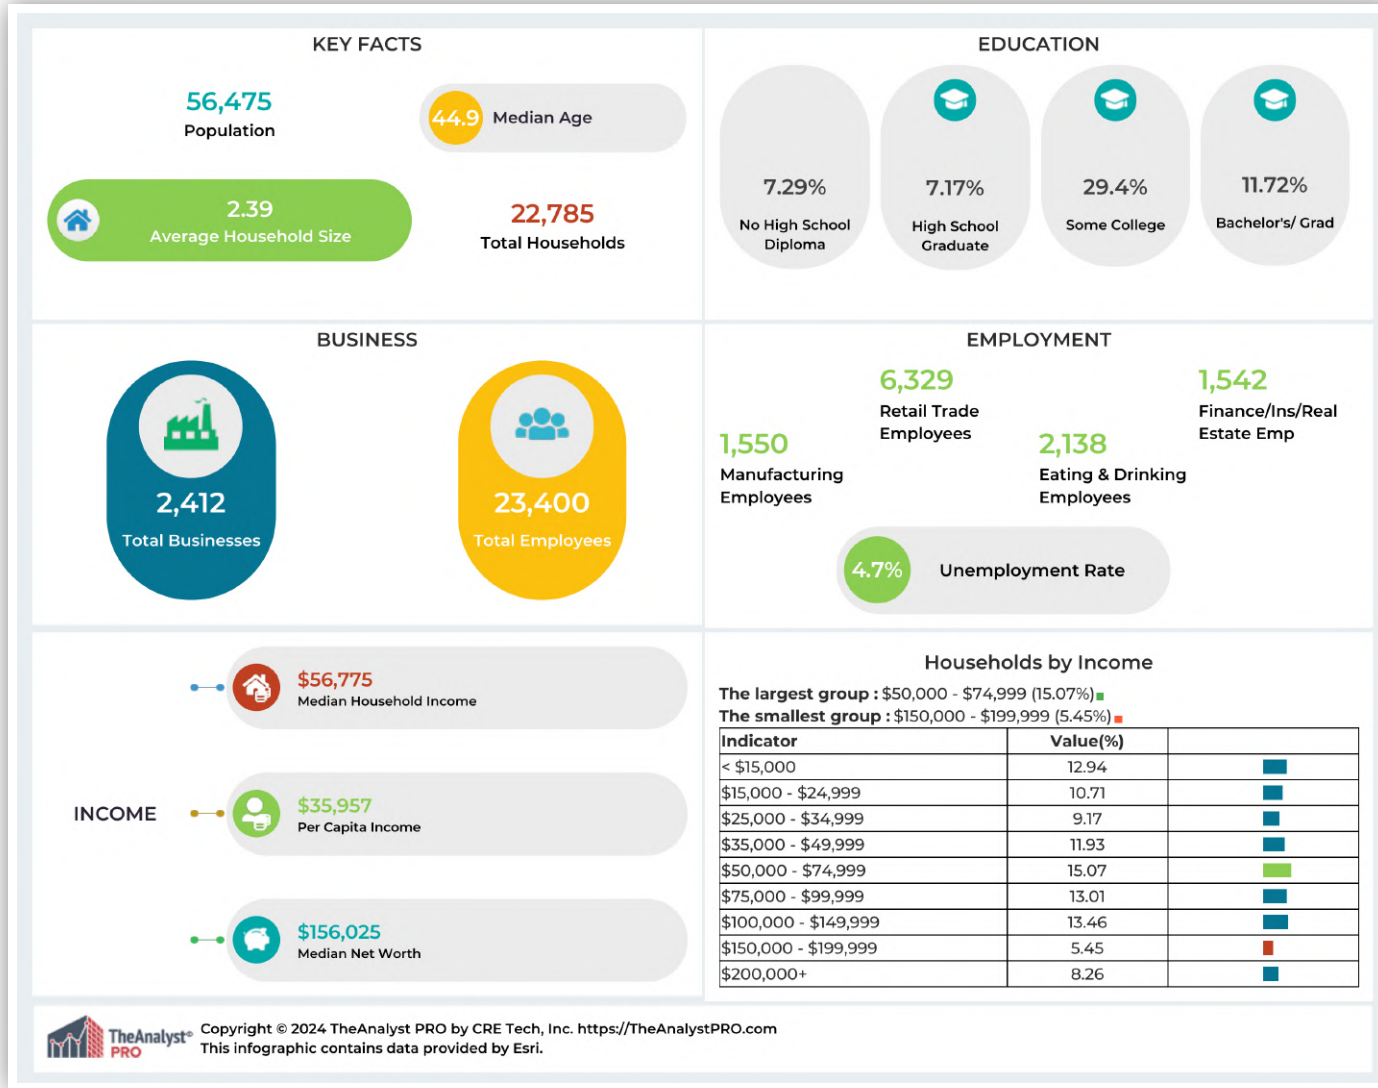 KEY FACTS
56,475
Population
44.9 Median Age
2.39
Average Household Size
22,785
Total Households
EDUCATION
7.29%
No High School
Diploma
7.17%
High School
Graduate
29.4%
Some College
11.72%
Bachelor's/ Grad
BUSINESS
2,412
Total Businesses
23,400
Total Employees
EMPLOYMENT
1,550
Manufacturing
Employees
6,329
Retail Trade
Employees
2,138
Eating & Drinking
Employees
1,542
Finance/Ins/Real
Estate Emp
4.7% Unemployment Rate
INCOME
$56,775
Median Household Income
$35,957
Per Capita Income
$156,025
Median Net Worth
Households by Income
The largest group : $50,000 - $74,999 (15.07%)
The smallest group : $150,000 - $199,999 (5.45%)
Indicator Value(%)
< $15,000 12.94
$15,000 - $24,999 10.71
$25,000 - $34,999 9.17
$35,000 - $49,999 11.93
$50,000 - $74,999 15.07
$75,000 - $99,999 13.01
$100,000 - $149,999 13.46
$150,000 - $199,999 5.45
$200,000+ 8.26
TheAnalyst©
PRO
Copyright © 2024 TheAnalyst PRO by CRE Tech, Inc. https://TheAnalystPRO.com
This infographic contains data provided by Esri.